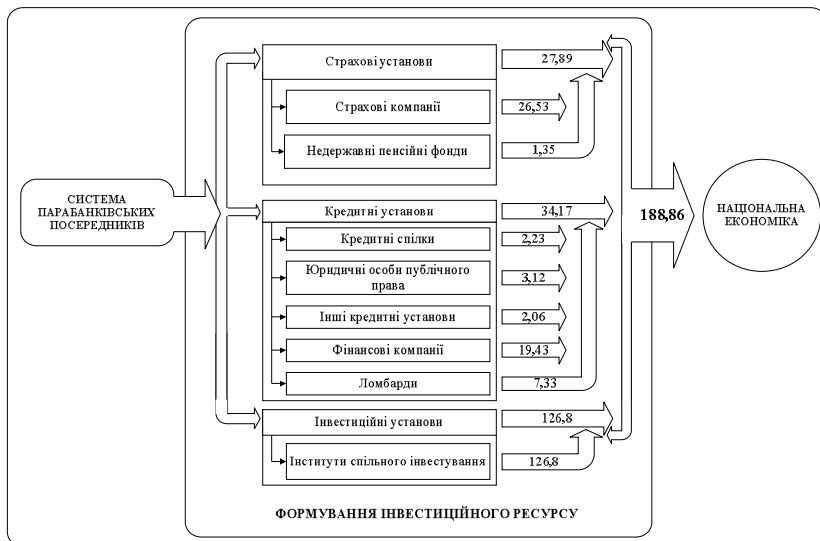 Страхові установи
27,89
Страхові компанії
26,53
Недержавні пенсійні фонди
1,35
СИСТЕМА
ПАРАБАНКІВСЬКИХ
ПОСЕРЕДНИКІВ
Кредитні установи
34,17
188,86
НАЦІОНАЛЬНА
ЕКОНОМІКА
Кредитні спілки
2,23
Юридичні особи публічного
права
3,12
Інші кредитні установи
2,06
Фінансові компанії
19,43
Ломбарди
7,33
Інвестиційні установи
126,8
Інститути спільного інвестування
126,8
ФОРМУВАННЯ ІНВЕСТИЦІЙНОГО РЕСУРСУ